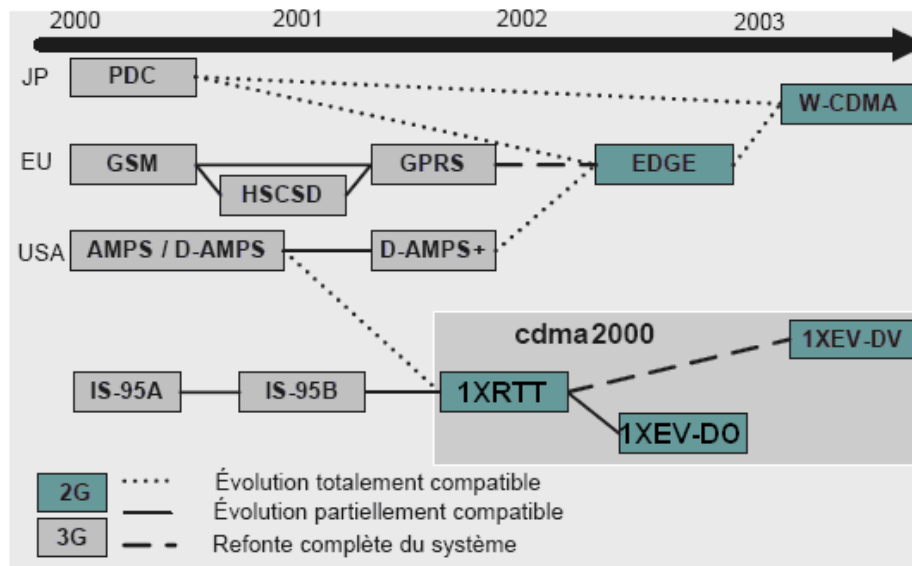 2000 2001 2002 2003
JP PDC
W-CDMA
EU GSM GPRS EDGE
HSCSD
USA AMPS / D-AMPS D-AMPS+
cdma2000
1XEV-DV
IS-95A IS-95B 1XRTT
1XEV-DO
2G Évolution totalement compatible
Évolution partiellement compatible
3G Refonte complète du système